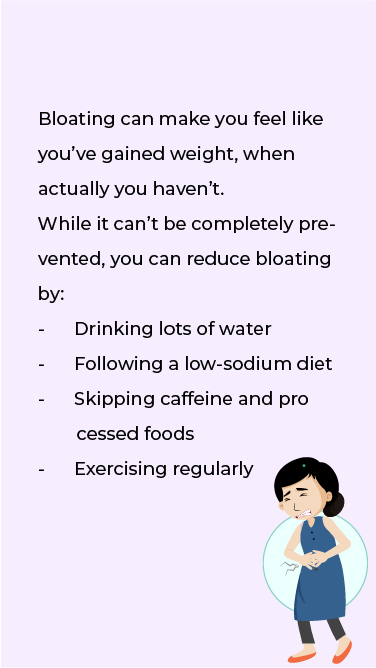 Bloating can make you feel like
you’ve gained weight, when
actually you haven’t.
While it can’t be completely pre-
vented, you can reduce bloating
by:
- Drinking lots of water
- Following a low-sodium diet
- Skipping caffeine and pro
cessed foods
- Exercising regularly